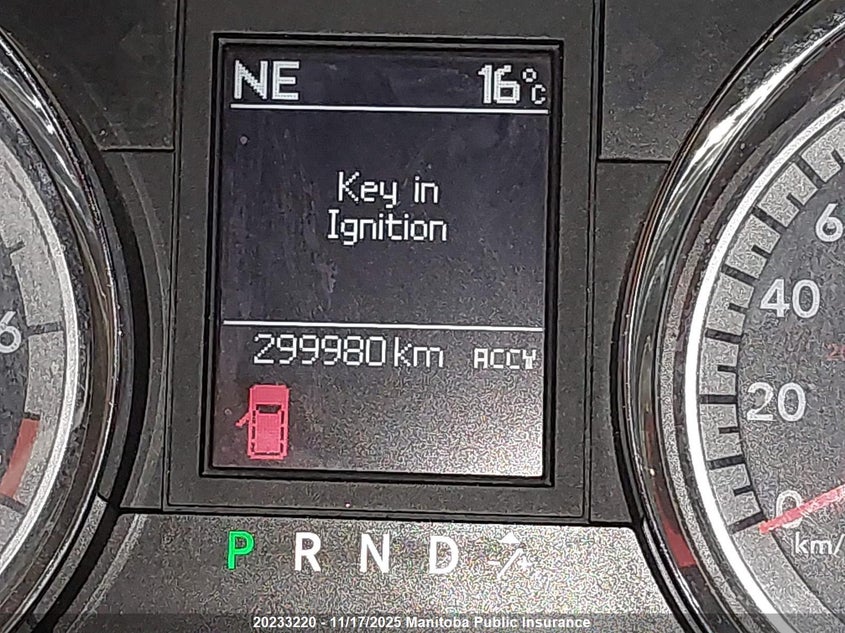 NE 16°C
Key in
Ignition
299980 km ACCY
6
6
40
20
0
km/
P R N D
20233220 - 11/17/2025 Manitoba Public Insurance